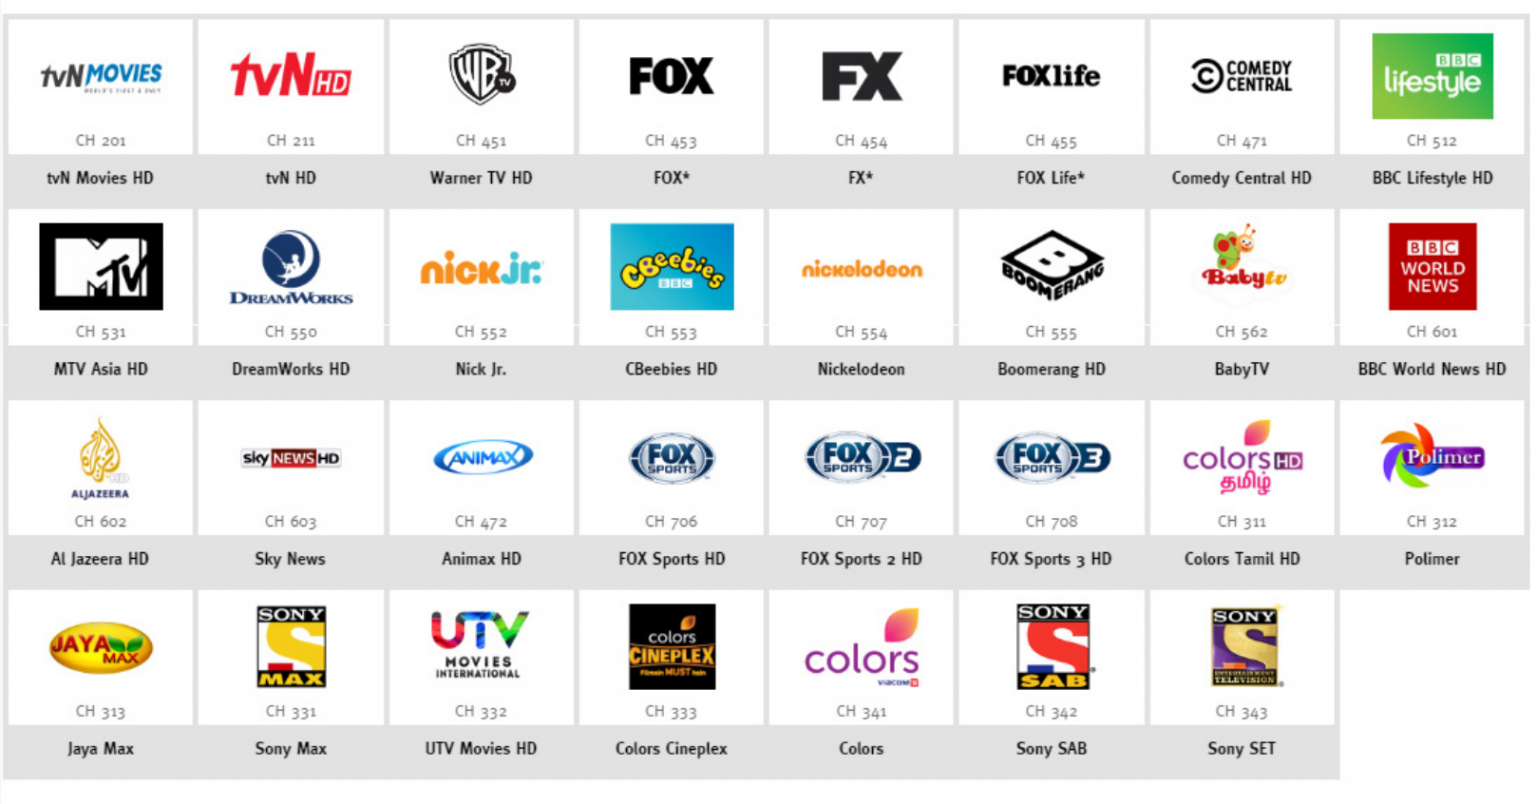 tvN MOVIES
WORLD'S FIRST & ONLY
CH 201
tvN Movies HD
tvN HD
CH 211
tvN HD
WB TV
CH 451
Warner TV HD
FOX
CH 453
FOX*
FX
CH 454
FX*
FOXlife
CH 455
FOX Life*
COMEDY
CENTRAL
CH 471
Comedy Central HD
BBC
lifestyle
CH 512
BBC Lifestyle HD
MTV
CH 531
MTV Asia HD
DREAMWORKS
CH 550
DreamWorks HD
nick jr.
CH 552
Nick Jr.
CBeebies
BBC
CH 553
CBeebies HD
nickelodeon
CH 554
Nickelodeon
B
BOOMERANG
CH 555
Boomerang HD
Babytv
CH 562
BabyTV
BBC
WORLD
NEWS
CH 601
BBC World News HD
HD
ALJAZEERA
CH 602
Al Jazeera HD
sky NEWS HD
CH 603
Sky News
ANIMAX
CH 472
Animax HD
FOX
SPORTS
CH 706
FOX Sports HD
FOX 2
SPORTS
CH 707
FOX Sports 2 HD
FOX 3
SPORTS
CH 708
FOX Sports 3 HD
colors HD
தமிழ்
CH 311
Colors Tamil HD
Polimer
CH 312
Polimer
JAYA
MAX
CH 313
Jaya Max
SONY
MAX
CH 331
Sony Max
UTV
MOVIES
INTERNATIONAL
CH 332
UTV Movies HD
colors
CINEPLEX
Filmein MUST hain
CH 333
Colors Cineplex
colors
VIACOM18
CH 341
Colors
SONY
SAB
CH 342
Sony SAB
SONY
ENTERTAINMENT
TELEVISION
CH 343
Sony SET